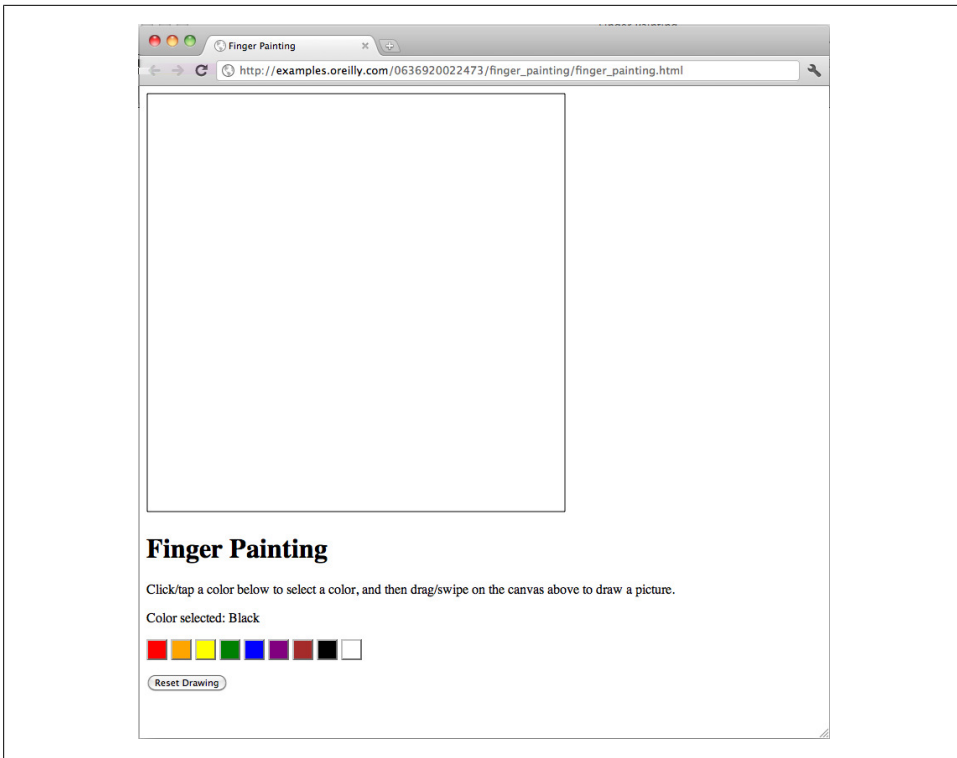 Finger Painting
http://examples.oreilly.com/0636920022473/finger_painting/finger_painting.html
Finger Painting
Click/tap a color below to select a color, and then drag/swipe on the canvas above to draw a picture.
Color selected: Black
Reset Drawing